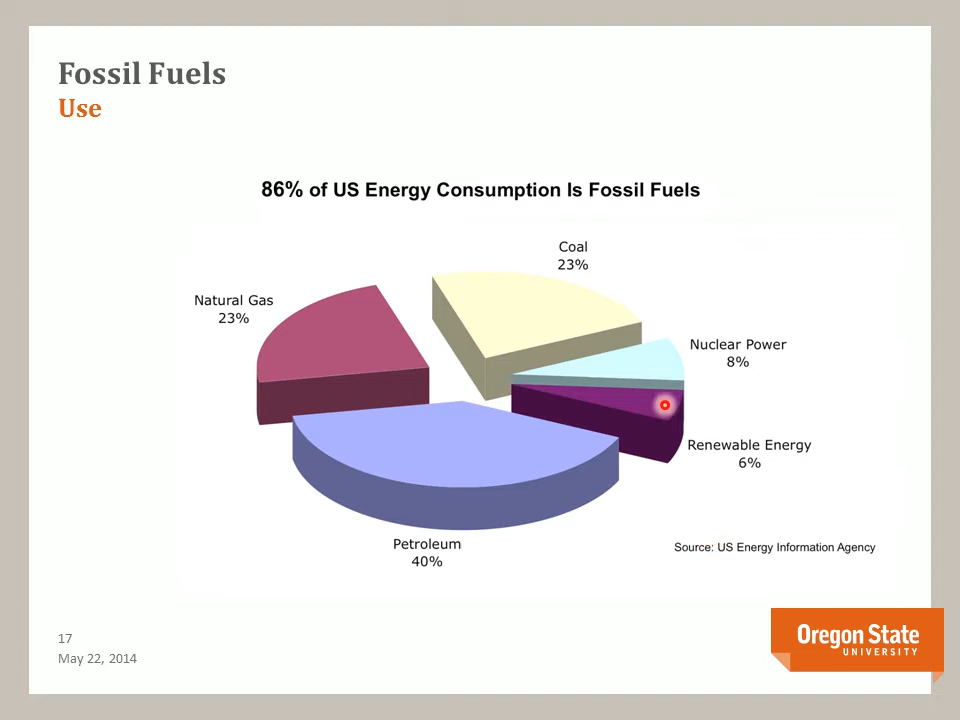 Fossil Fuels
Use
86% of US Energy Consumption Is Fossil Fuels
Coal
23%
Natural Gas
23%
Nuclear Power
8%
Renewable Energy
6%
Petroleum
40%
Source: US Energy Information Agency
17
May 22, 2014
Oregon State
UNIVERSITY